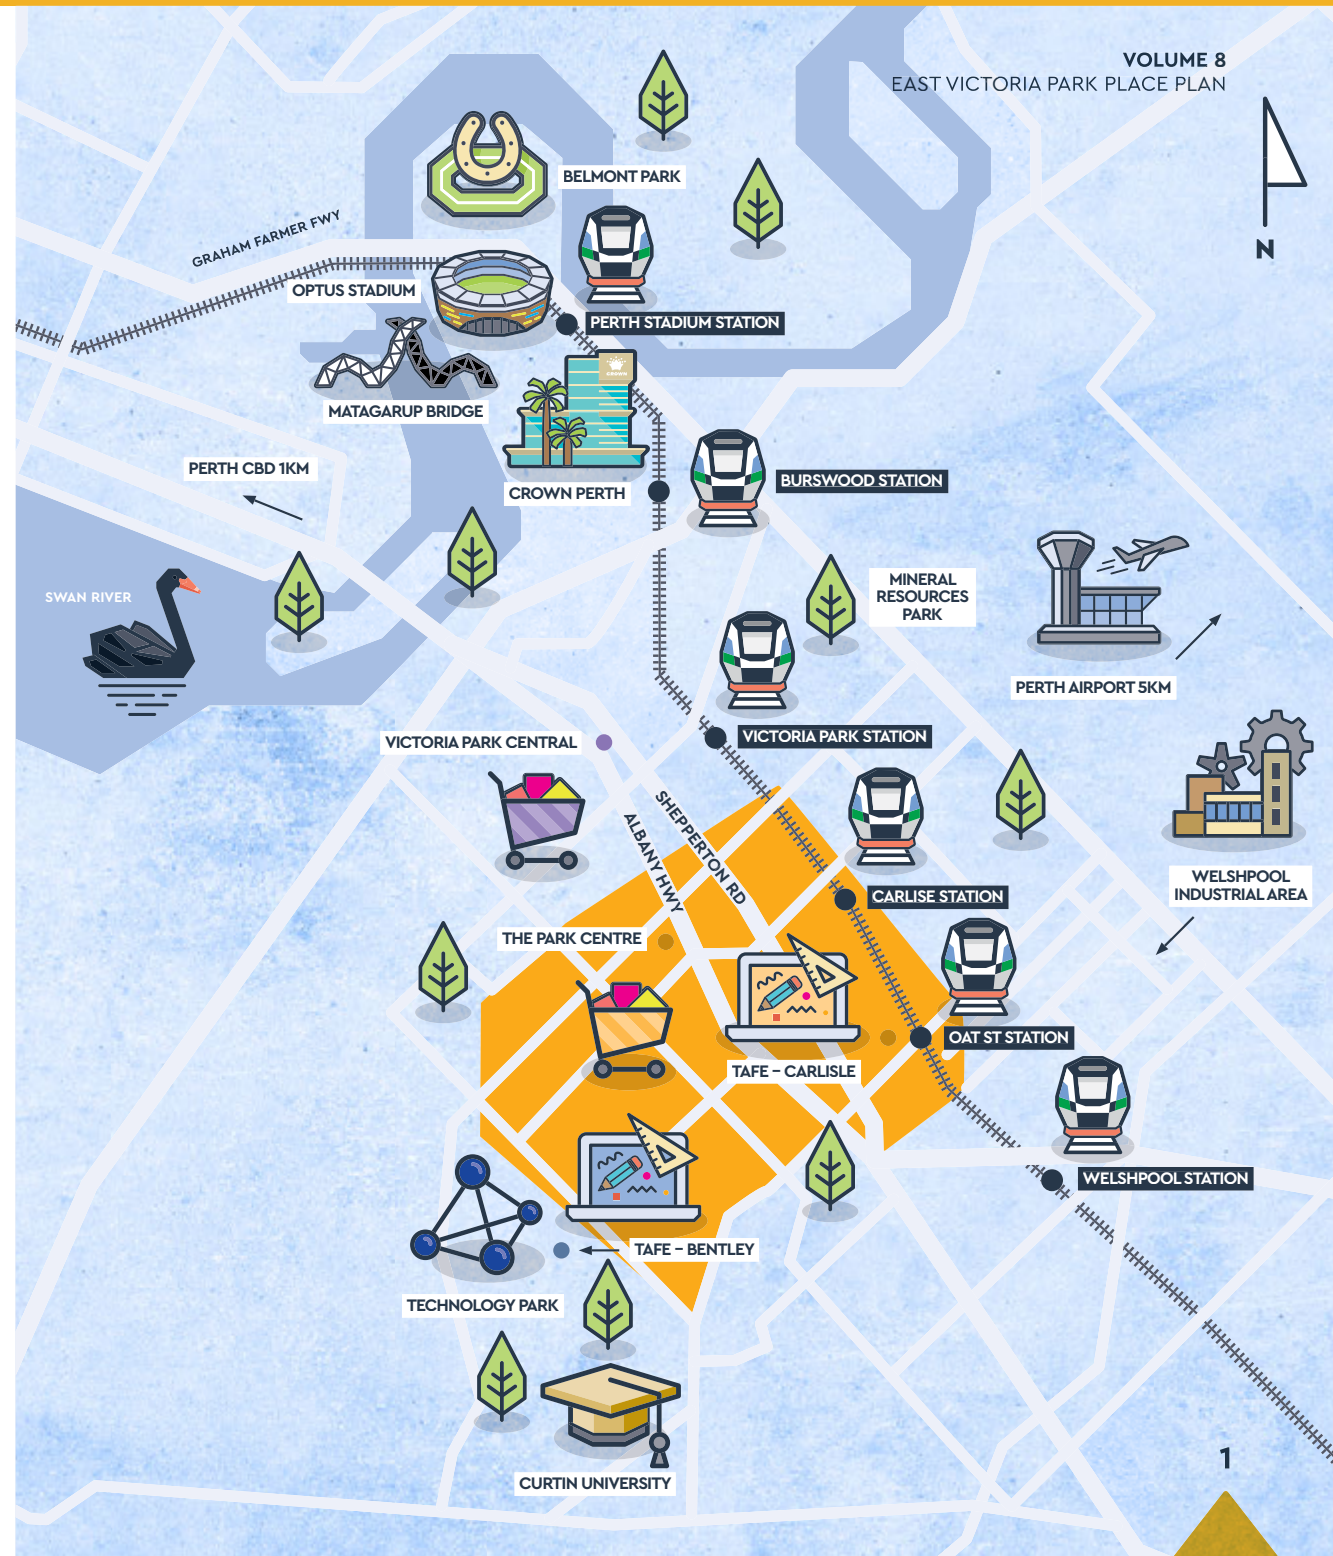 VOLUME 8
EAST VICTORIA PARK PLACE PLAN
N
BELMONT PARK
GRAHAM FARMER FWY
OPTUS STADIUM
PERTH STADIUM STATION
CROWN
MATAGARUP BRIDGE
PERTH CBD 1KM
CROWN PERTH
BURSWOOD STATION
SWAN RIVER
MINERAL
RESOURCES
PARK
PERTH AIRPORT 5KM
VICTORIA PARK CENTRAL
VICTORIA PARK STATION
SHEPPERTON RD
ALBANY HWY
WELSHPOOL
INDUSTRIAL AREA
CARLISE STATION
THE PARK CENTRE
OAT ST STATION
TAFE – CARLISLE
WELSHPOOL STATION
TAFE – BENTLEY
TECHNOLOGY PARK
CURTIN UNIVERSITY
1